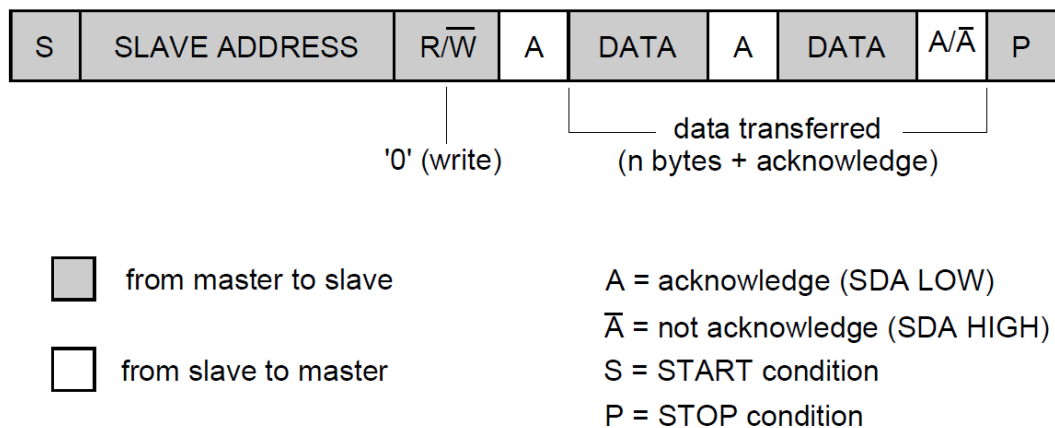 S SLAVE ADDRESS R/W̅ A DATA A DATA A/A̅ P
data transferred
'0' (write) (n bytes + acknowledge)
from master to slave
A = acknowledge (SDA LOW)
A̅ = not acknowledge (SDA HIGH)
from slave to master
S = START condition
P = STOP condition